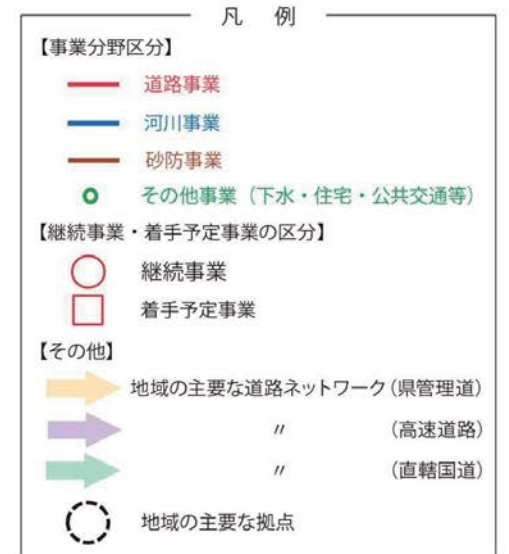 凡 例
【事業分野区分】
道路事業
河川事業
砂防事業
その他事業（下水・住宅・公共交通等）
【継続事業・着手予定事業の区分】
継続事業
着手予定事業
【その他】
地域の主要な道路ネットワーク（県管理道）
〃 （高速道路）
〃 （直轄国道）
地域の主要な拠点